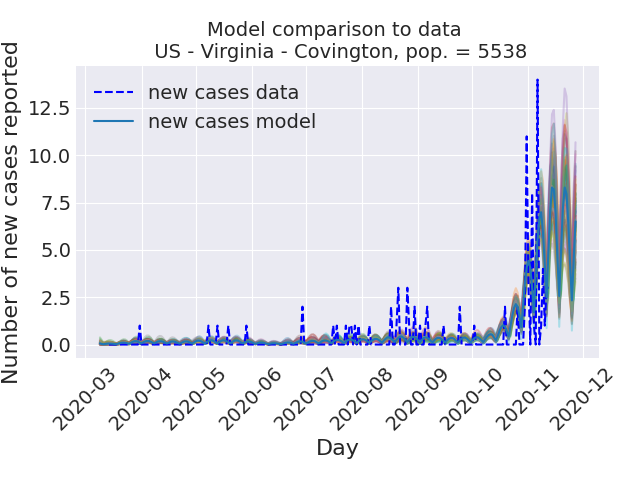 Model comparison to data
US - Virginia - Covington, pop. = 5538
new cases data
new cases model
Number of new cases reported
12.5
10.0
7.5
5.0
2.5
0.0
2020-03
2020-04
2020-05
2020-06
2020-07
2020-08
2020-09
2020-10
2020-11
2020-12
Day